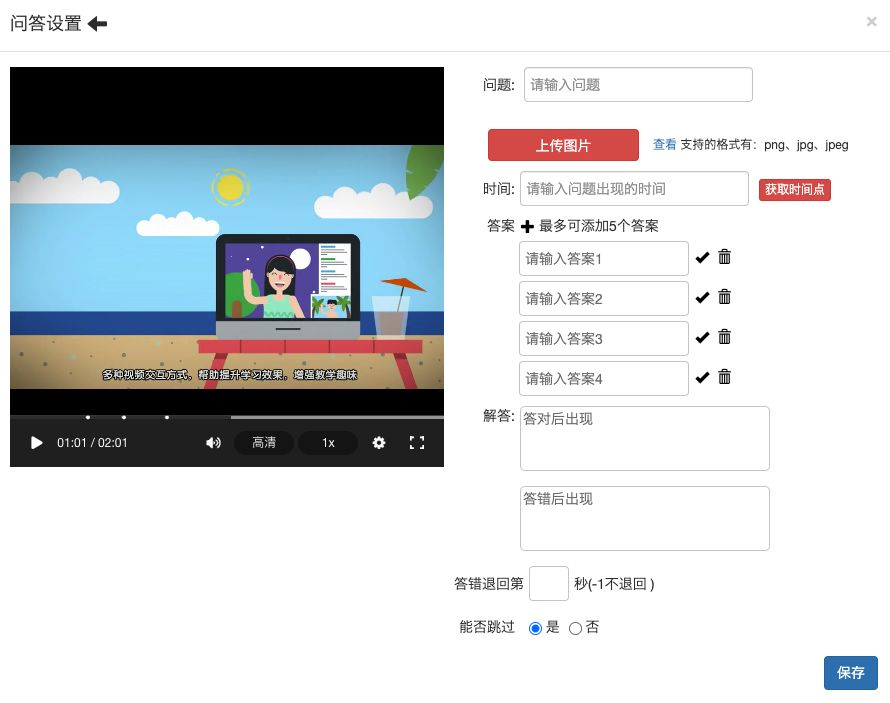 问答设置
×
多种视频交互方式，帮助提升学习效果，增强教学趣味
01:01 / 02:01
高清
1x
问题:
请输入问题
上传图片
查看 支持的格式有：png、jpg、jpeg
时间:
请输入问题出现的时间
获取时间点
答案 最多可添加5个答案
请输入答案1
请输入答案2
请输入答案3
请输入答案4
解答:
答对后出现
答错后出现
答错退回第 秒(-1不退回 )
能否跳过 是 否
保存